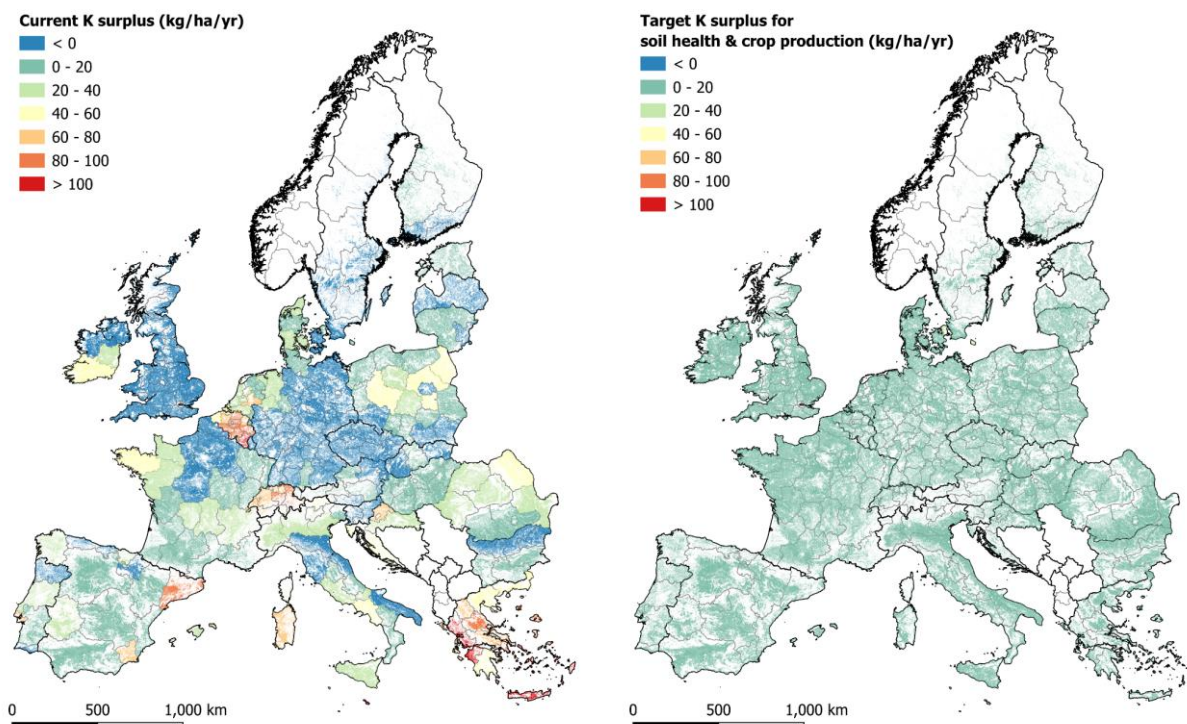 Current K surplus (kg/ha/yr)
< 0
0 - 20
20 - 40
40 - 60
60 - 80
80 - 100
> 100
0 500 1,000 km
Target K surplus for
soil health & crop production (kg/ha/yr)
< 0
0 - 20
20 - 40
40 - 60
60 - 80
80 - 100
> 100
0 500 1,000 km